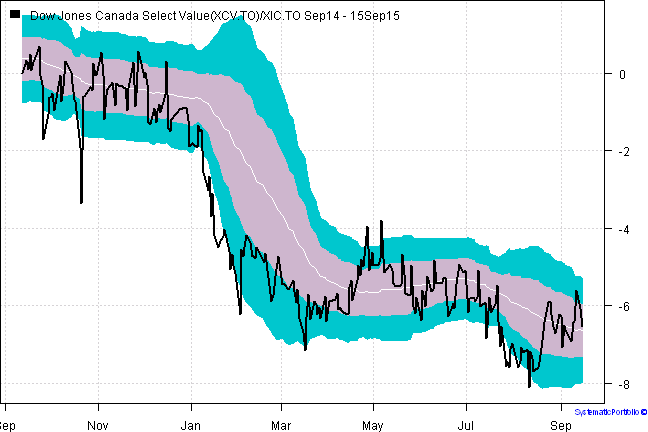 Dow Jones Canada Select Value(XCV.TO)/XIC.TO Sep14 - 15Sep15
0
-2
-4
-6
-8
Sep Nov Jan Mar May Jul Sep
SystematicPortfolio ©